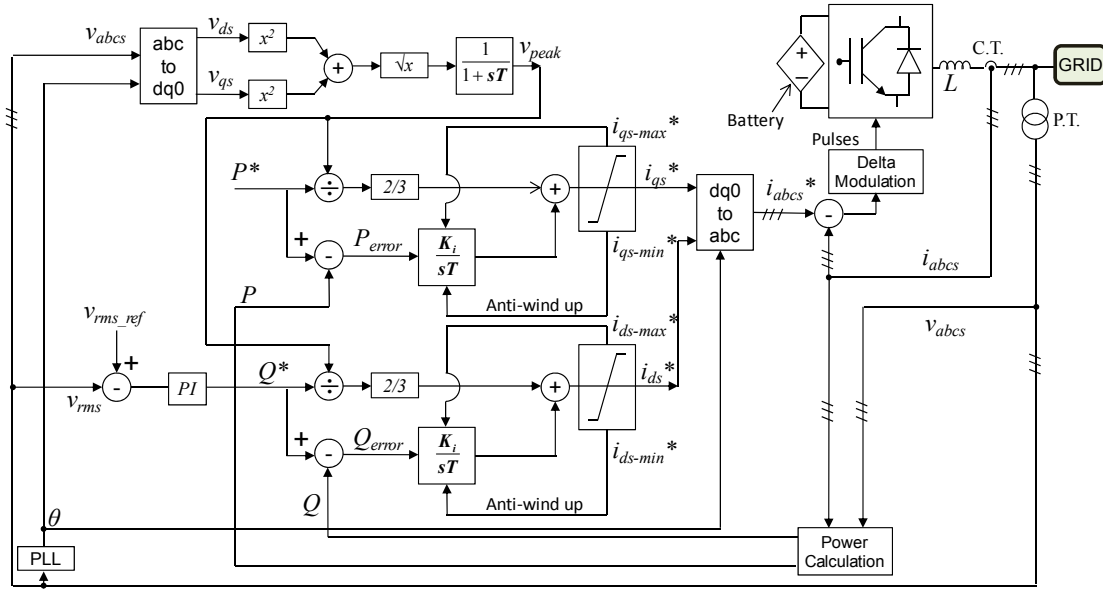 v_abcs
abc
to
dq0
v_ds
x²
v_qs
x²
+
√x
1
1 + sT
v_peak
Battery
+
−
Pulses
L
C.T.
GRID
P.T.
Delta
Modulation
P*
÷
2/3
+
i_qs-max*
i_qs*
i_qs-min*
+
-
P_error
K_i
sT
Anti-wind up
P
dq0
to
abc
i_abcs*
-
i_abcs
v_abcs
v_rms_ref
+
-
v_rms
PI
Q*
÷
2/3
+
i_ds-max*
i_ds*
i_ds-min*
+
-
Q_error
K_i
sT
Anti-wind up
Q
θ
PLL
Power
Calculation